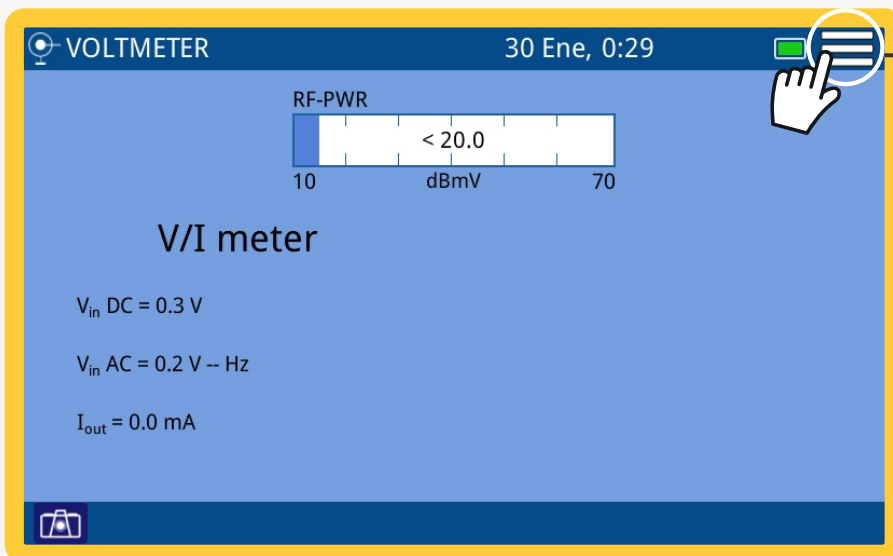 VOLTMETER 30 Ene, 0:29
RF-PWR
< 20.0
10 dBmV 70
V/I meter
Vin DC = 0.3 V
Vin AC = 0.2 V -- Hz
Iout = 0.0 mA